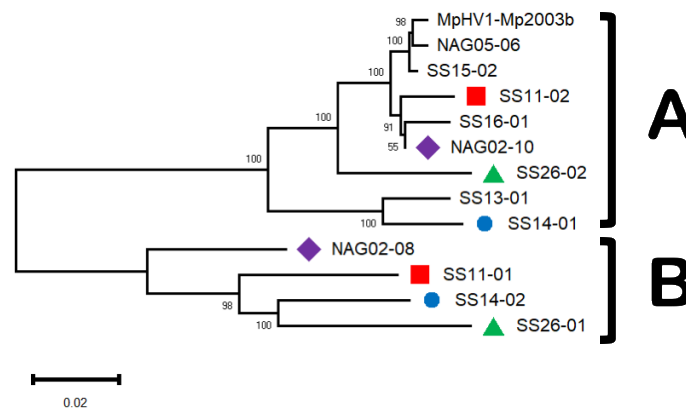 98
MpHV1-Mp2003b
100
NAG05-06
SS15-02
100
SS11-02
100
SS16-01
91
55
NAG02-10
100
SS26-02
SS13-01
100
SS14-01
A
NAG02-08
SS11-01
98
SS14-02
100
SS26-01
B
0.02